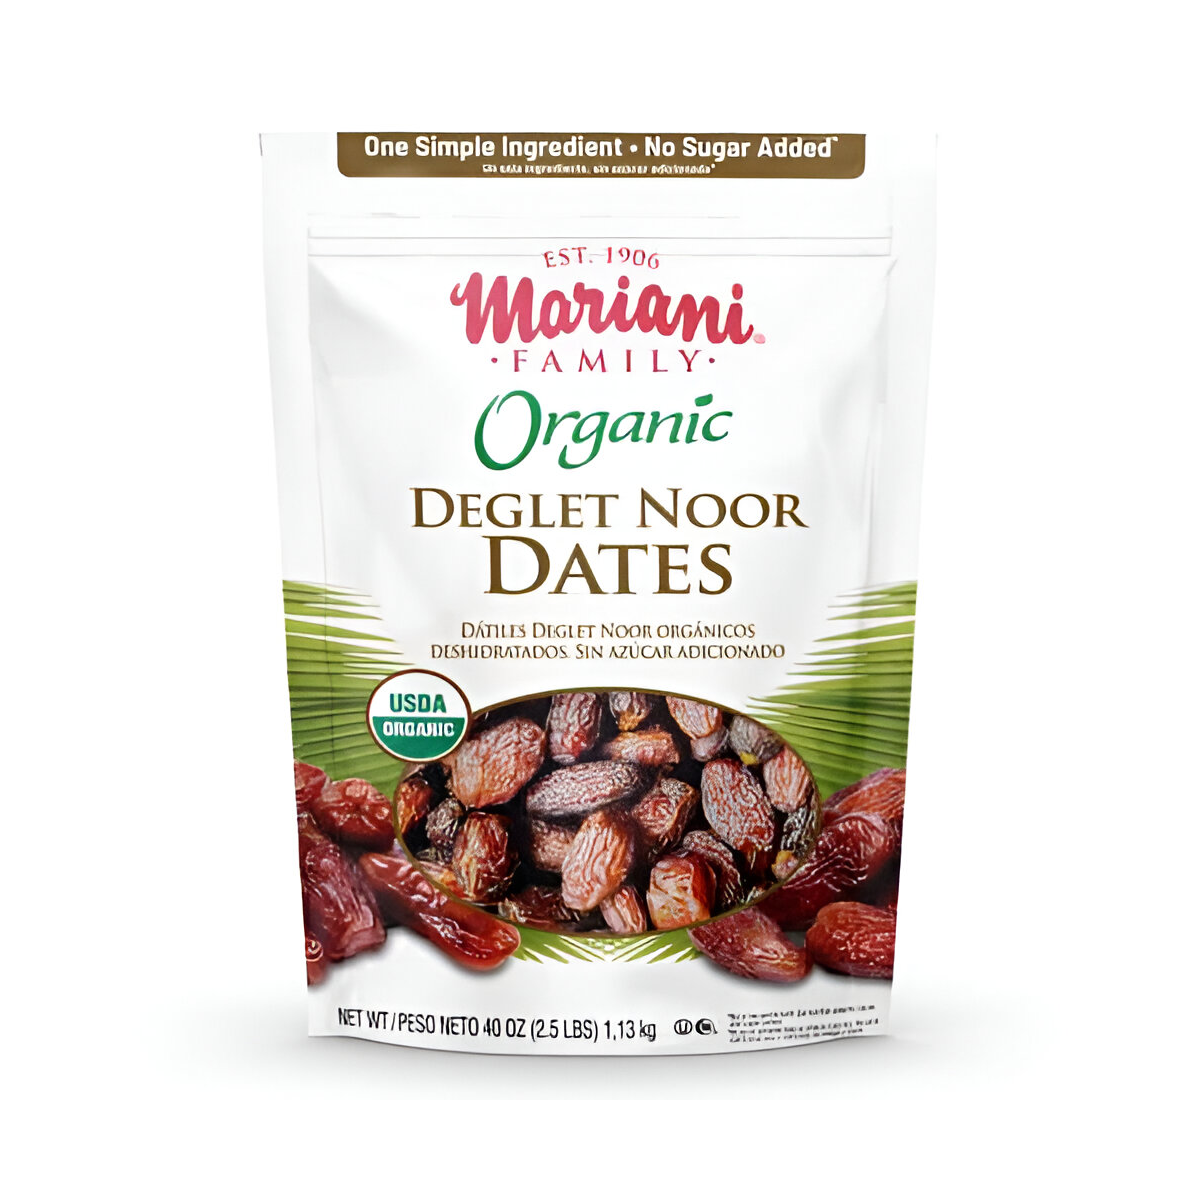 One Simple Ingredient • No Sugar Added*
EST. 1906
Mariani
•FAMILY•
Organic
DEGLET NOOR
DATES
DÁTILES DEGLET NOOR ORGÁNICOS
DESHIDRATADOS. SIN AZÚCAR ADICIONADO
USDA
ORGANIC
NET WT/PESO NETO 40 OZ (2.5 LBS) 1,13 kg